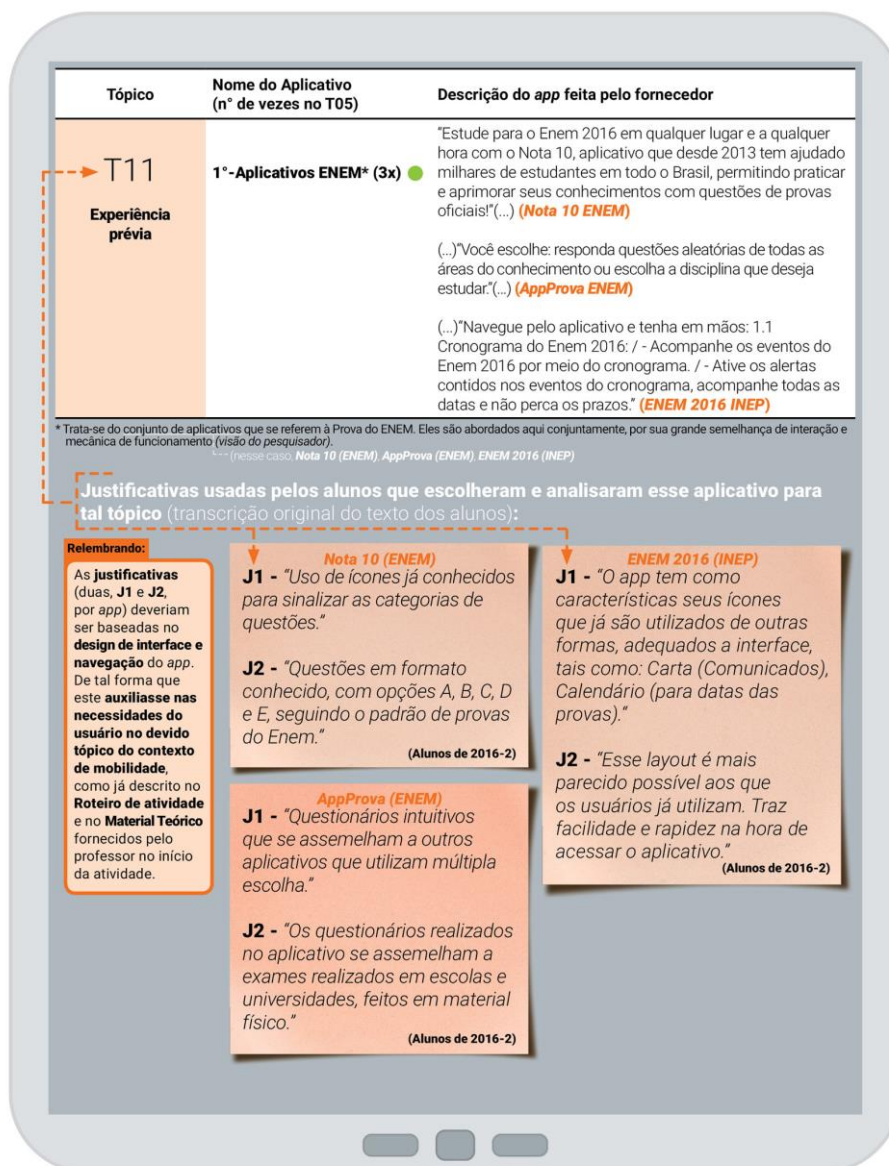 Tópico
Nome do Aplicativo
(n° de vezes no T05)
Descrição do app feita pelo fornecedor
T11
Experiência
prévia
1°-Aplicativos ENEM* (3x)
"Estude para o Enem 2016 em qualquer lugar e a qualquer
hora com o Nota 10, aplicativo que desde 2013 tem ajudado
milhares de estudantes em todo o Brasil, permitindo praticar
e aprimorar seus conhecimentos com questões de provas
oficiais!"(...) (Nota 10 ENEM)
(...)"Você escolhe: responda questões aleatórias de todas as
áreas do conhecimento ou escolha a disciplina que deseja
estudar."(...) (AppProva ENEM)
(...)"Navegue pelo aplicativo e tenha em mãos: 1.1
Cronograma do Enem 2016: / - Acompanhe os eventos do
Enem 2016 por meio do cronograma. / - Ative os alertas
contidos nos eventos do cronograma, acompanhe todas as
datas e não perca os prazos." (ENEM 2016 INEP)
* Trata-se do conjunto de aplicativos que se referem à Prova do ENEM. Eles são abordados aqui conjuntamente, por sua grande semelhança de interação e
mecânica de funcionamento (visão do pesquisador).
(nesse caso, Nota 10 (ENEM), AppProva (ENEM), ENEM 2016 (INEP)
Justificativas usadas pelos alunos que escolheram e analisaram esse aplicativo para
tal tópico (transcrição original do texto dos alunos):
Relembrando:
As justificativas
(duas, J1 e J2,
por app) deveriam
ser baseadas no
design de interface e
navegação do app.
De tal forma que
este auxiliasse nas
necessidades do
usuário no devido
tópico do contexto
de mobilidade,
como já descrito no
Roteiro de atividade
e no Material Teórico
fornecidos pelo
professor no início
da atividade.
Nota 10 (ENEM)
J1 - "Uso de ícones já conhecidos
para sinalizar as categorias de
questões."
J2 - "Questões em formato
conhecido, com opções A, B, C, D
e E, seguindo o padrão de provas
do Enem."
(Alunos de 2016-2)
AppProva (ENEM)
J1 - "Questionários intuitivos
que se assemelham a outros
aplicativos que utilizam múltipla
escolha."
J2 - "Os questionários realizados
no aplicativo se assemelham a
exames realizados em escolas e
universidades, feitos em material
físico."
(Alunos de 2016-2)
ENEM 2016 (INEP)
J1 - "O app tem como
características seus ícones
que já são utilizados de outras
formas, adequados a interface,
tais como: Carta (Comunicados),
Calendário (para datas das
provas)."
J2 - "Esse layout é mais
parecido possível aos que
os usuários já utilizam. Traz
facilidade e rapidez na hora de
acessar o aplicativo."
(Alunos de 2016-2)